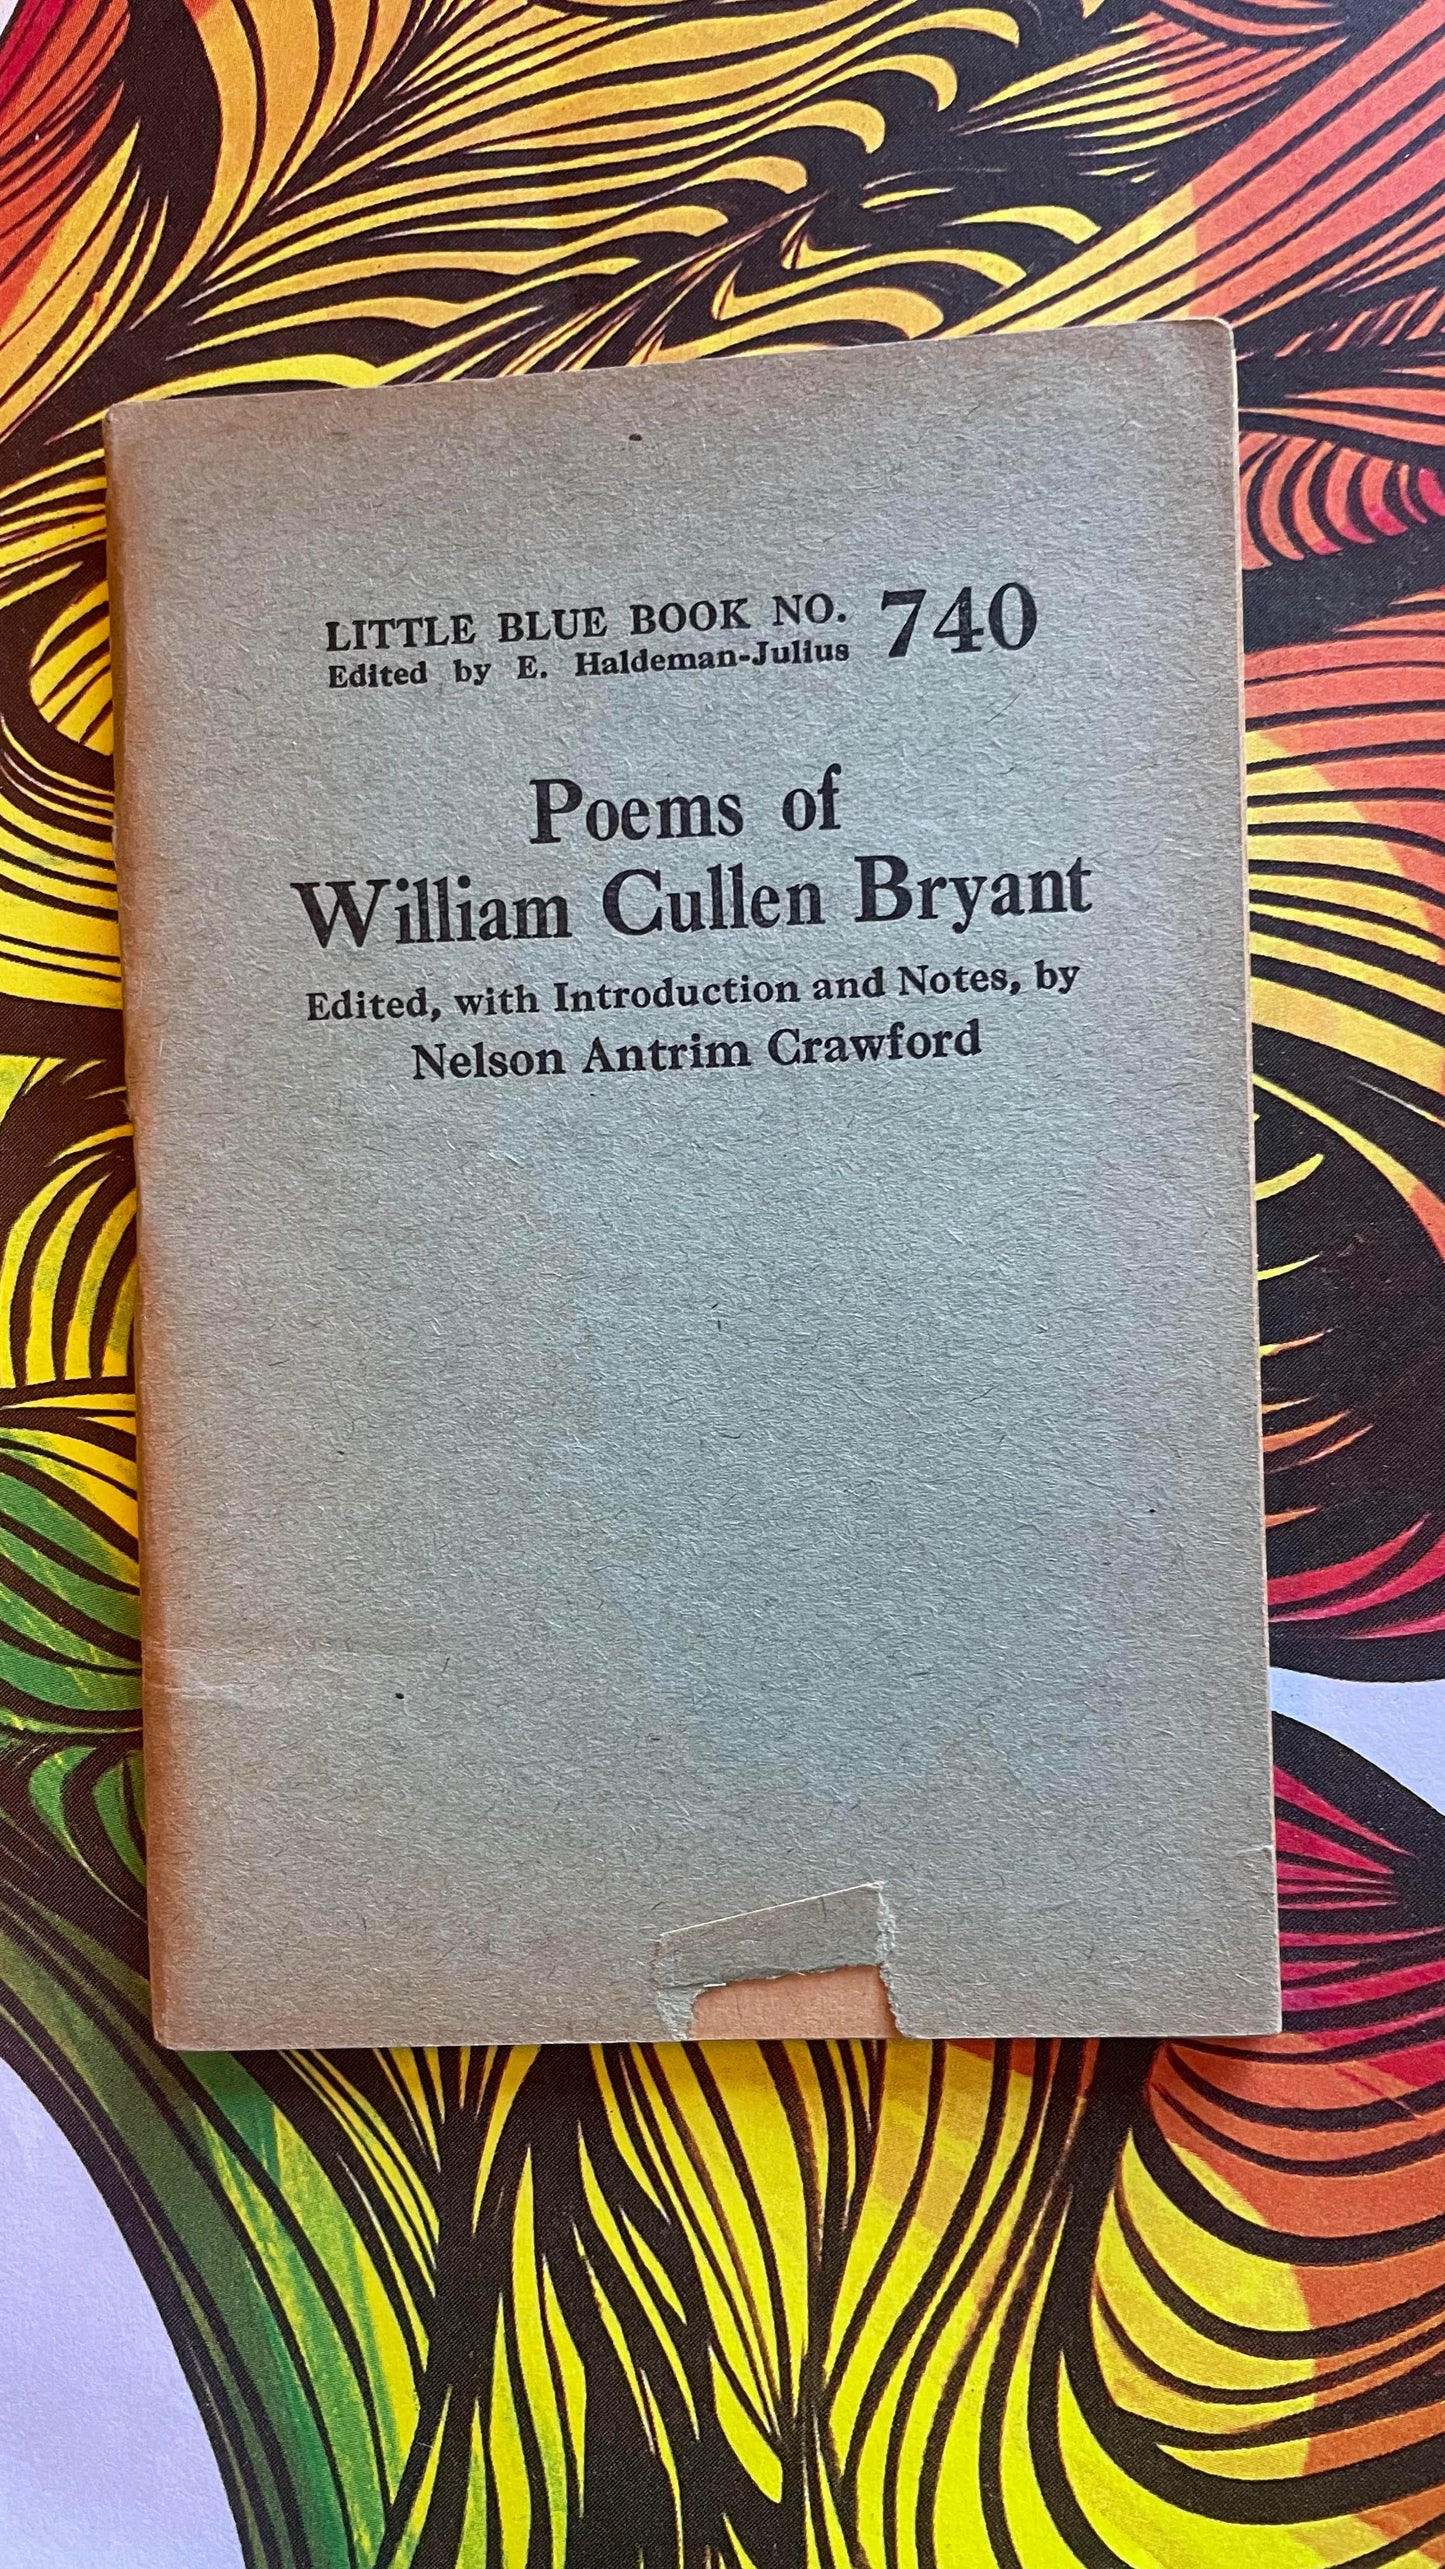 LITTLE BLUE BOOK NO. 740
Edited by E. Haldeman-Julius
Poems of
William Cullen Bryant
Edited, with Introduction and Notes, by
Nelson Antrim Crawford